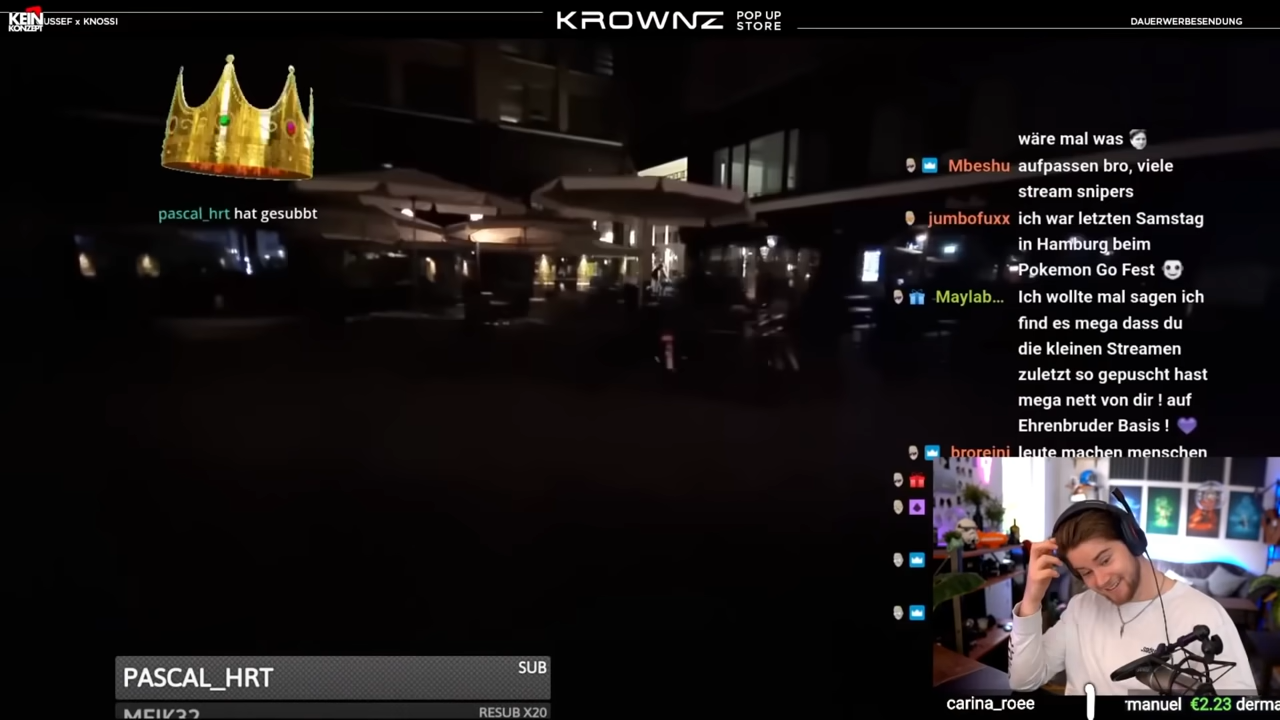 KEIN
KONZEPT
USSEF x KNOSSI
KROWNZ
POP UP
STORE
DAUERWERBESENDUNG
pascal_hrt hat gesubbt
wäre mal was
Mbeshu aufpassen bro, viele
stream snipers
jumbofuxx ich war letzten Samstag
in Hamburg beim
Pokemon Go Fest
Maylab... Ich wollte mal sagen ich
find es mega dass du
die kleinen Streamen
zuletzt so gepuscht hast
mega nett von dir ! auf
Ehrenbruder Basis !
broreini leute machen menschen
PASCAL_HRT
SUB
MEIK32
RESUB X20
carina_roee
manuel €2.23 derma